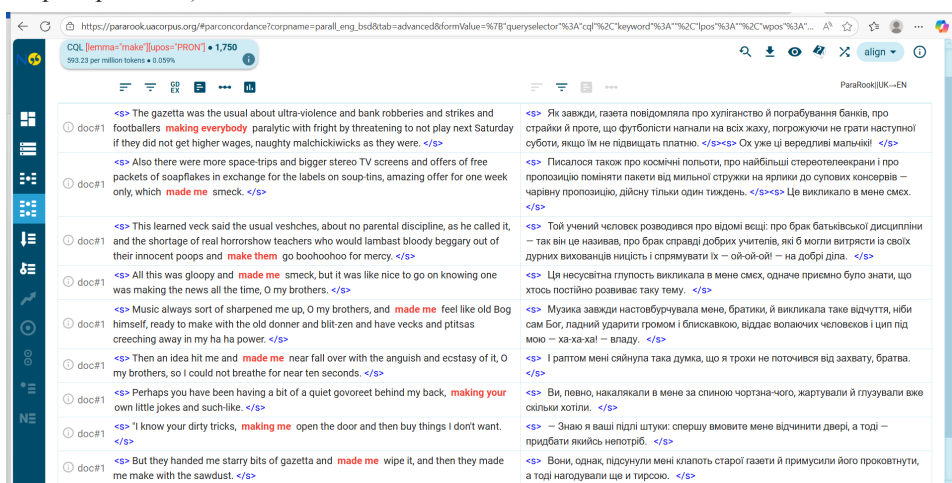 https://pararook.uacorpus.org/#parconcordance?corpname=parall_eng_bsd&tab=advanced&formValue=%7B"queryselector"%3A"cql"%2C"keyword"%3A""%2C"lpos"%3A""%2C"wpos"%3A"...
CQL [lemma="make"][upos="PRON"] • 1,750
593.23 per million tokens • 0.059%
align
GD
EX
ParaRook||UK→EN
doc#1
<s> The gazetta was the usual about ultra-violence and bank robberies and strikes and
footballers making everybody paralytic with fright by threatening to not play next Saturday
if they did not get higher wages, naughty malchickiwicks as they were. </s>
<s> Як завжди, газета повідомляла про хуліганство й пограбування банків, про
страйки й проте, що футболісти нагнали на всіх жаху, погрожуючи не грати наступної
суботи, якщо їм не підвищать платню. </s><s> Ох уже ці вередливі мальчікі! </s>
doc#1
<s> Also there were more space-trips and bigger stereo TV screens and offers of free
packets of soapflakes in exchange for the labels on soup-tins, amazing offer for one week
only, which made me smeck. </s>
<s> Писалося також про космічні польоти, про найбільші стереотелеекрани і про
пропозицію поміняти пакети від мильної стружки на ярлики до супових консервів —
чарівну пропозицію, дійсну тільки один тиждень. </s><s> Це викликало в мене смєх.
</s>
doc#1
<s> This learned veck said the usual veshches, about no parental discipline, as he called it,
and the shortage of real horrorshow teachers who would lambast bloody beggary out of
their innocent poops and make them go boohoohoo for mercy. </s>
<s> Той учений чєловєк розводився про відомі вєщі: про брак батьківської дисципліни
— так він це називав, про брак справді добрих учителів, які б могли витрясти із своїх
дурних вихованців ницість і спрямувати їх — ой-ой-ой! — на добрі діла. </s>
doc#1
<s> All this was gloopy and made me smeck, but it was like nice to go on knowing one
was making the news all the time, O my brothers. </s>
<s> Ця несусвітна глупость викликала в мене смєх, одначе приємно було знати, що
хтось постійно розвиває таку тему. </s>
doc#1
<s> Music always sort of sharpened me up, O my brothers, and made me feel like old Bog
himself, ready to make with the old donner and blit-zen and have vecks and ptitsas
creeching away in my ha ha power. </s>
<s> Музика завжди настовбурчувала мене, братики, й викликала таке відчуття, ніби
сам Бог, ладний ударити громом і блискавкою, віддає волаючих чєловєков і цип під
мою — ха-ха-ха! — владу. </s>
doc#1
<s> Then an idea hit me and made me near fall over with the anguish and ecstasy of it, O
my brothers, so I could not breathe for near ten seconds. </s>
<s> І раптом мені сяйнула така думка, що я трохи не поточився від захвату, братва.
</s>
doc#1
<s> Perhaps you have been having a bit of a quiet govoreet behind my back, making your
own little jokes and such-like. </s>
<s> Ви, певно, накалякали в мене за спиною чортзна-чого, жартували й глузували вже
скільки хотіли. </s>
doc#1
<s> "I know your dirty tricks, making me open the door and then buy things I don't want.
</s>
<s> — Знаю я ваші підлі штуки: спершу вмовите мене відчинити двері, а тоді —
придбати якийсь непотріб. </s>
doc#1
<s> But they handed me starry bits of gazetta and made me wipe it, and then they made
me make with the sawdust. </s>
<s> Вони, однак, підсунули мені клапоть старої газети й примусили його проковтнути,
а тоді нагодували ще и тирсою. </s>